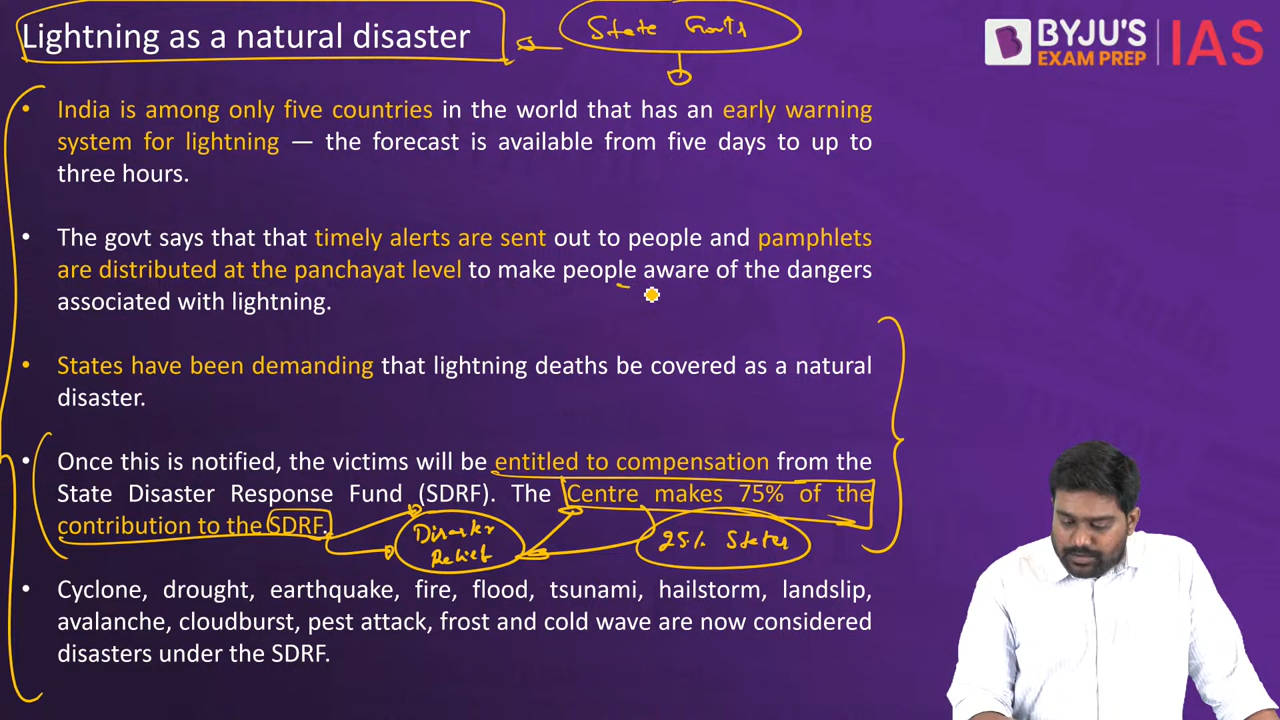 Lightning as a natural disaster
State Govts
BYJU'S
EXAM PREP
IAS
• India is among only five countries in the world that has an early warning
system for lightning — the forecast is available from five days to up to
three hours.
• The govt says that that timely alerts are sent out to people and pamphlets
are distributed at the panchayat level to make people aware of the dangers
associated with lightning.
• States have been demanding that lightning deaths be covered as a natural
disaster.
• Once this is notified, the victims will be entitled to compensation from the
State Disaster Response Fund (SDRF). The Centre makes 75% of the
contribution to the SDRF.
Disaster
Relief
25% States
• Cyclone, drought, earthquake, fire, flood, tsunami, hailstorm, landslip,
avalanche, cloudburst, pest attack, frost and cold wave are now considered
disasters under the SDRF.